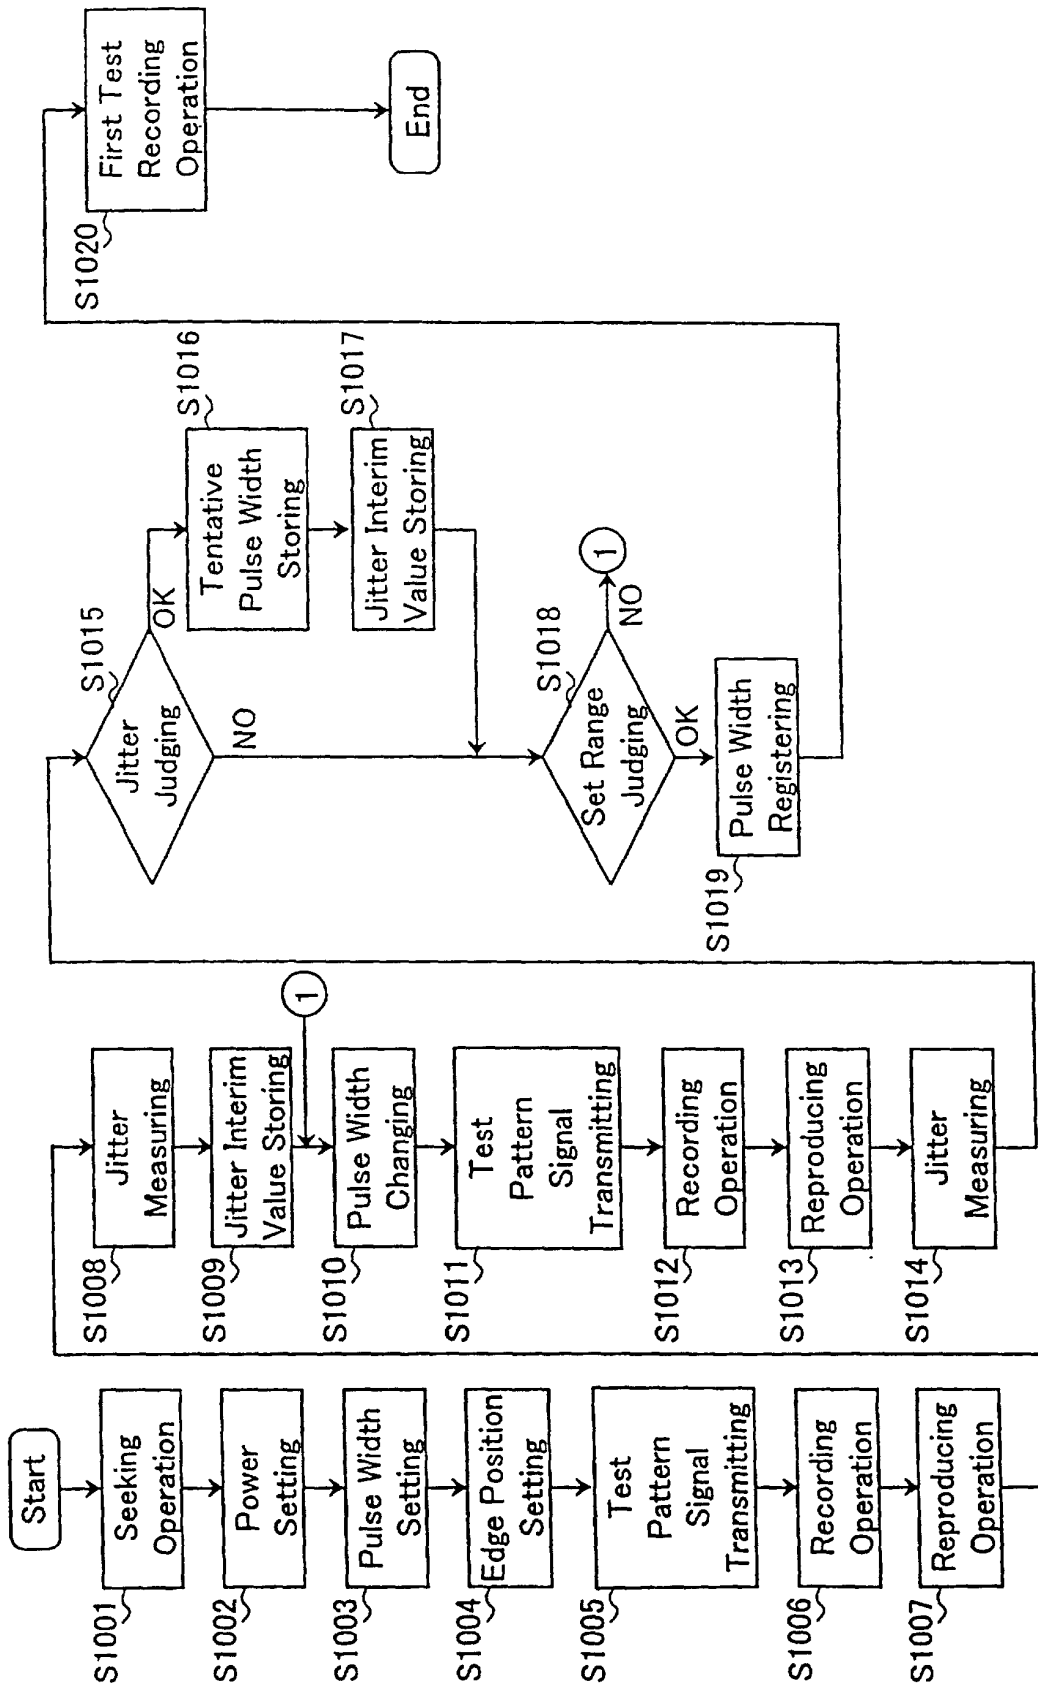 Start
S1001
Seeking
Operation
S1002
Power
Setting
S1003
Pulse Width
Setting
S1004
Edge Position
Setting
S1005
Test
Pattern
Signal
Transmitting
S1006
Recording
Operation
S1007
Reproducing
Operation
S1008
Jitter
Measuring
S1009
Jitter Interim
Value Storing
1
S1010
Pulse Width
Changing
S1011
Test
Pattern
Signal
Transmitting
S1012
Recording
Operation
S1013
Reproducing
Operation
S1014
Jitter
Measuring
S1015
Jitter
Judging
OK
NO
S1016
Tentative
Pulse Width
Storing
S1017
Jitter Interim
Value Storing
S1018
Set Range
Judging
NO
1
OK
S1019
Pulse Width
Registering
S1020
First Test
Recording
Operation
End